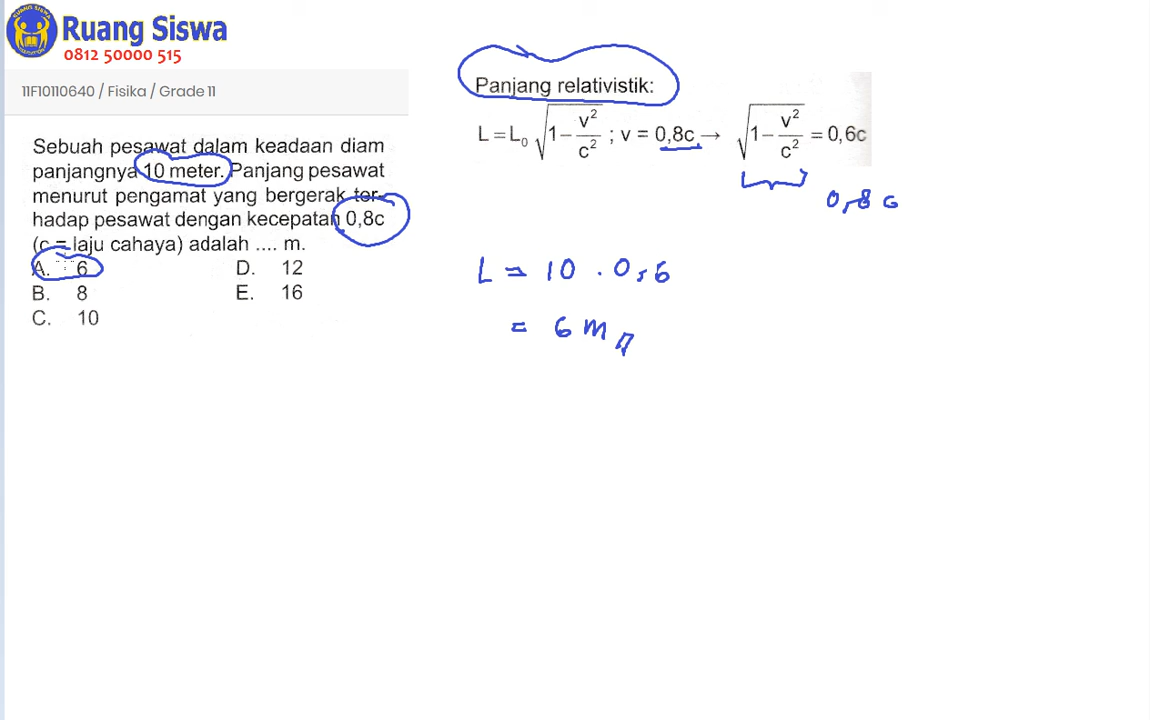 Ruang Siswa
0812 50000 515
11F10110640 / Fisika / Grade 11
Sebuah pesawat dalam keadaan diam
panjangnya 10 meter. Panjang pesawat
menurut pengamat yang bergerak ter-
hadap pesawat dengan kecepatan 0,8c
(c = laju cahaya) adalah .... m.
A. 6 D. 12
B. 8 E. 16
C. 10
Panjang relativistik:
L = L₀ √(1 − v²/c²) ; v = 0,8c → √(1 − v²/c²) = 0,6c
0,8 c
L = 10 . 0,6
= 6 m